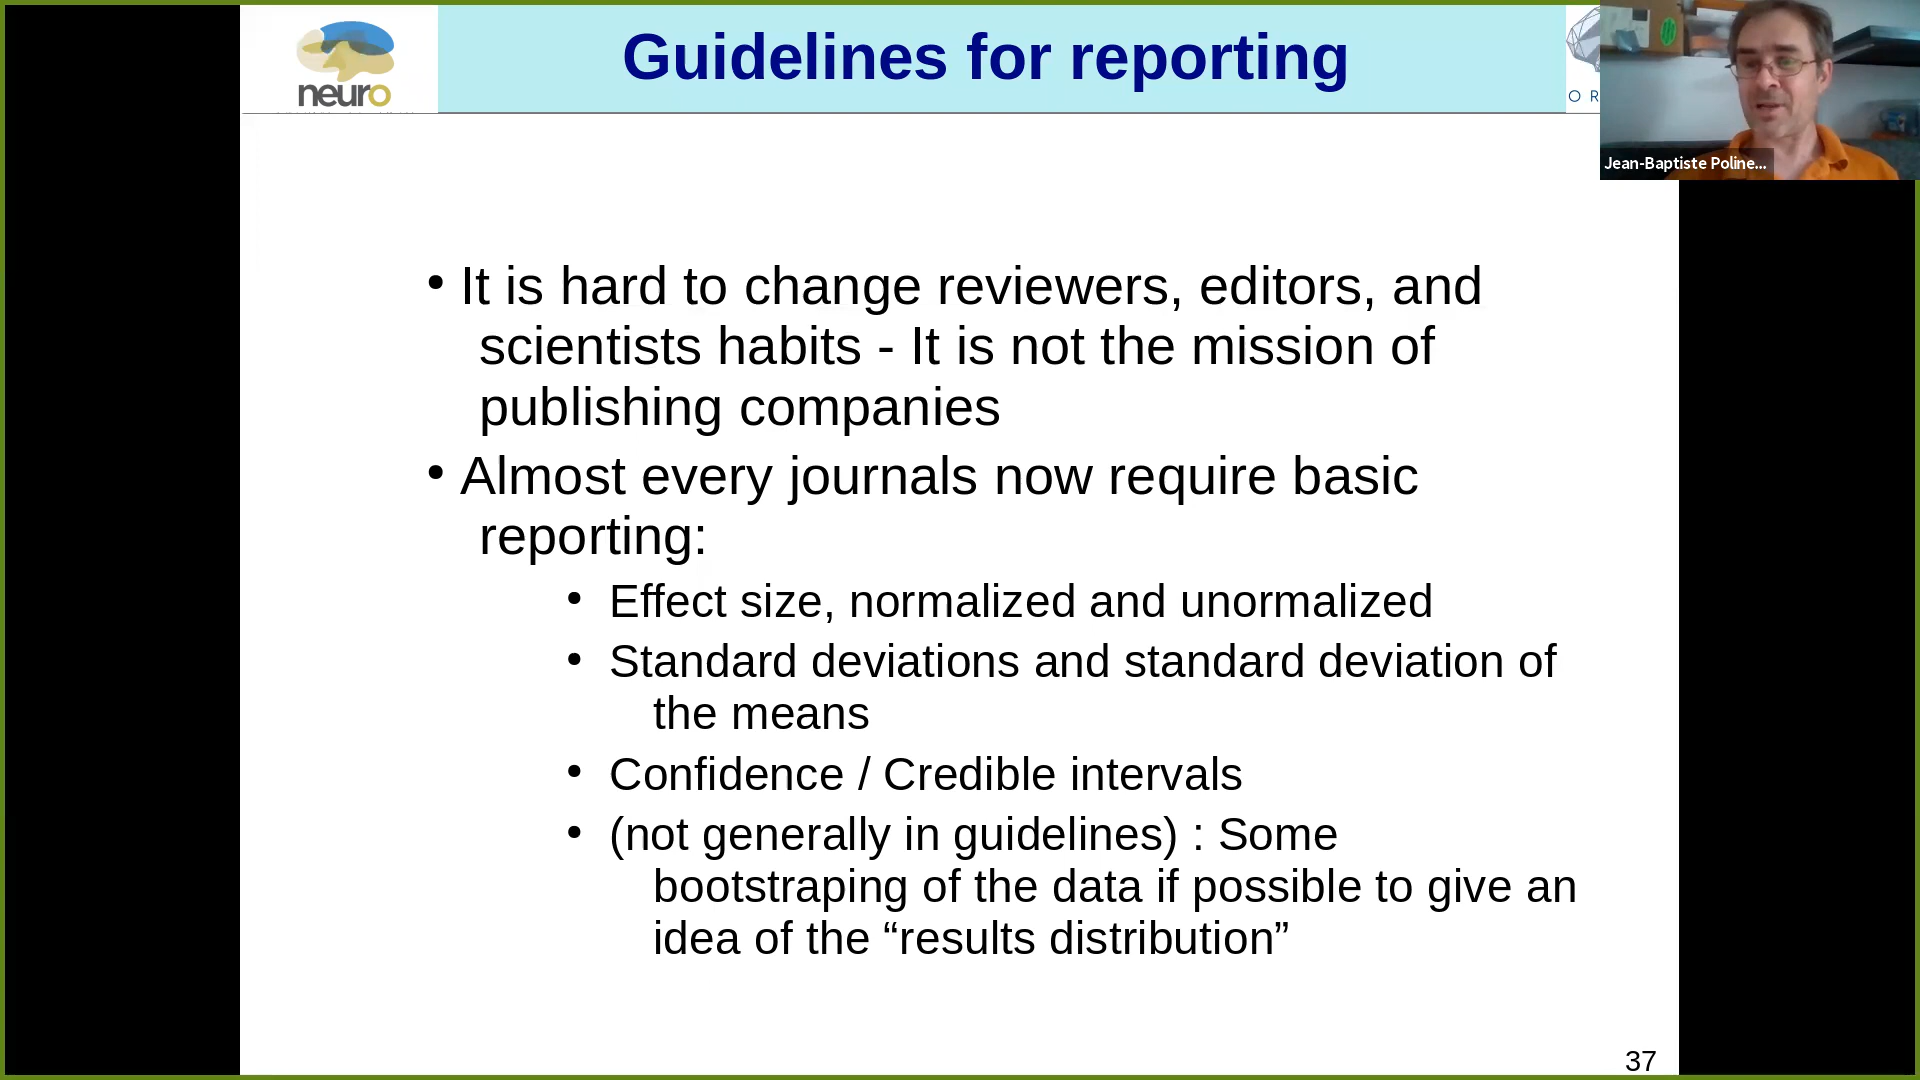 neuro
Guidelines for reporting
O R
Jean-Baptiste Poline...
• It is hard to change reviewers, editors, and
scientists habits - It is not the mission of
publishing companies
• Almost every journals now require basic
reporting:
• Effect size, normalized and unormalized
• Standard deviations and standard deviation of
the means
• Confidence / Credible intervals
• (not generally in guidelines) : Some
bootstraping of the data if possible to give an
idea of the “results distribution”
37